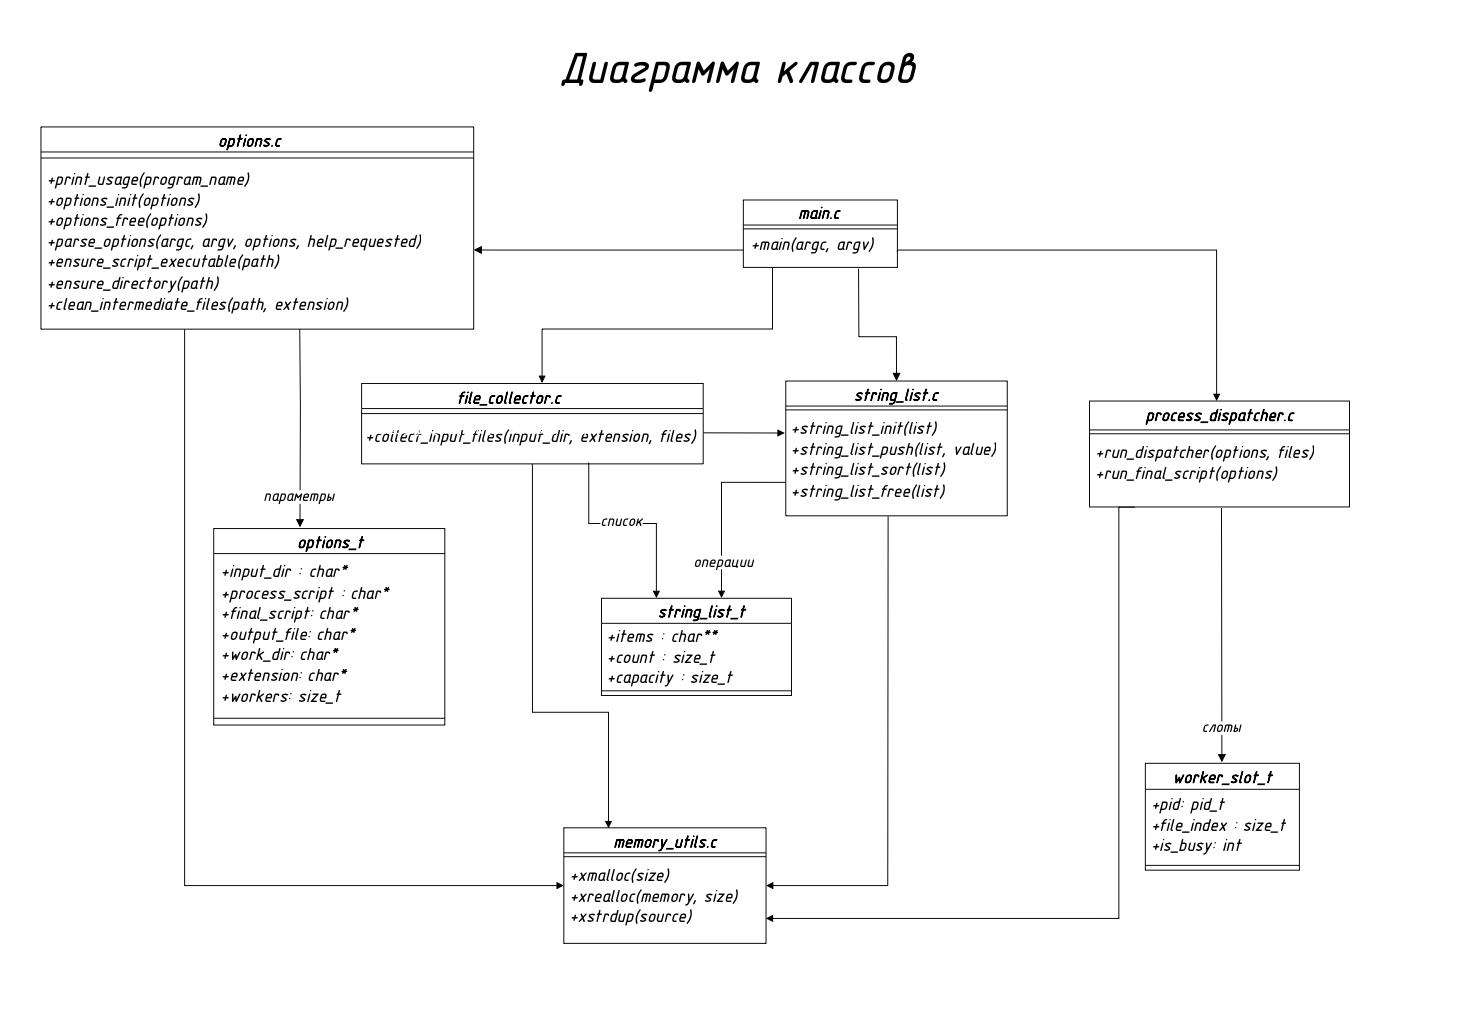 Диаграмма классов
options.c
+print_usage(program_name)
+options_init(options)
+options_free(options)
+parse_options(argc, argv, options, help_requested)
+ensure_script_executable(path)
+ensure_directory(path)
+clean_intermediate_files(path, extension)
main.c
+main(argc, argv)
file_collector.c
+collect_input_files(input_dir, extension, files)
string_list.c
+string_list_init(list)
+string_list_push(list, value)
+string_list_sort(list)
+string_list_free(list)
process_dispatcher.c
+run_dispatcher(options, files)
+run_final_script(options)
параметры
список
операции
options_t
+input_dir : char*
+process_script : char*
+final_script: char*
+output_file: char*
+work_dir: char*
+extension: char*
+workers: size_t
string_list_t
+items : char**
+count : size_t
+capacity : size_t
слоты
worker_slot_t
+pid: pid_t
+file_index : size_t
+is_busy: int
memory_utils.c
+xmalloc(size)
+xrealloc(memory, size)
+xstrdup(source)